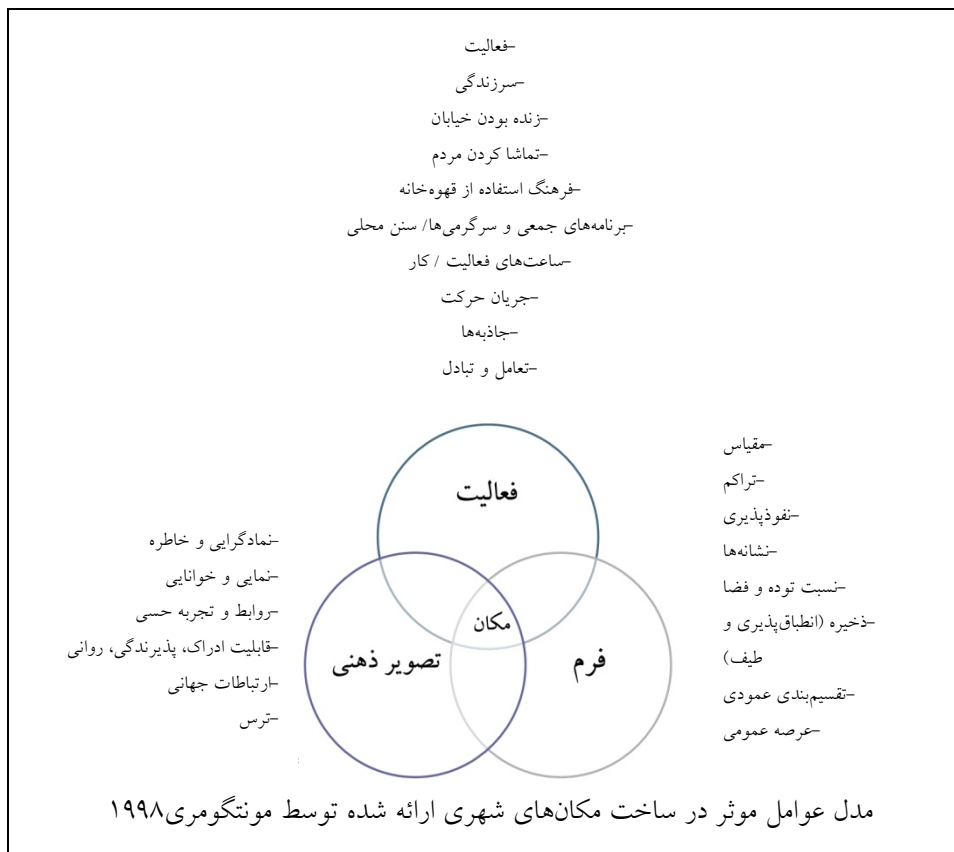 -فعالیت
-سرزندگی
-زنده بودن خیابان
-تماشا کردن مردم
-فرهنگ استفاده از قهوه‌خانه
-برنامه‌های جمعی و سرگرمی‌ها/ سنن محلی
-ساعت‌های فعالیت / کار
-جریان حرکت
-جاذبه‌ها
-تعامل و تبادل
فعالیت
-مقیاس
-تراکم
-نفوذپذیری
-نشانه‌ها
-نسبت توده و فضا
-ذخیره (انطباق‌پذیری و
طیف)
-تقسیم‌بندی عمودی
-عرصه عمومی
-نمادگرایی و خاطره
-نمایی و خوانایی
-روابط و تجربه حسی
-قابلیت ادراک، پذیرندگی، روانی
-ارتباطات جهانی
-ترس
مکان
تصویر ذهنی
فرم
مدل عوامل موثر در ساخت مکان‌های شهری ارائه شده توسط مونتگومری۱۹۹۸